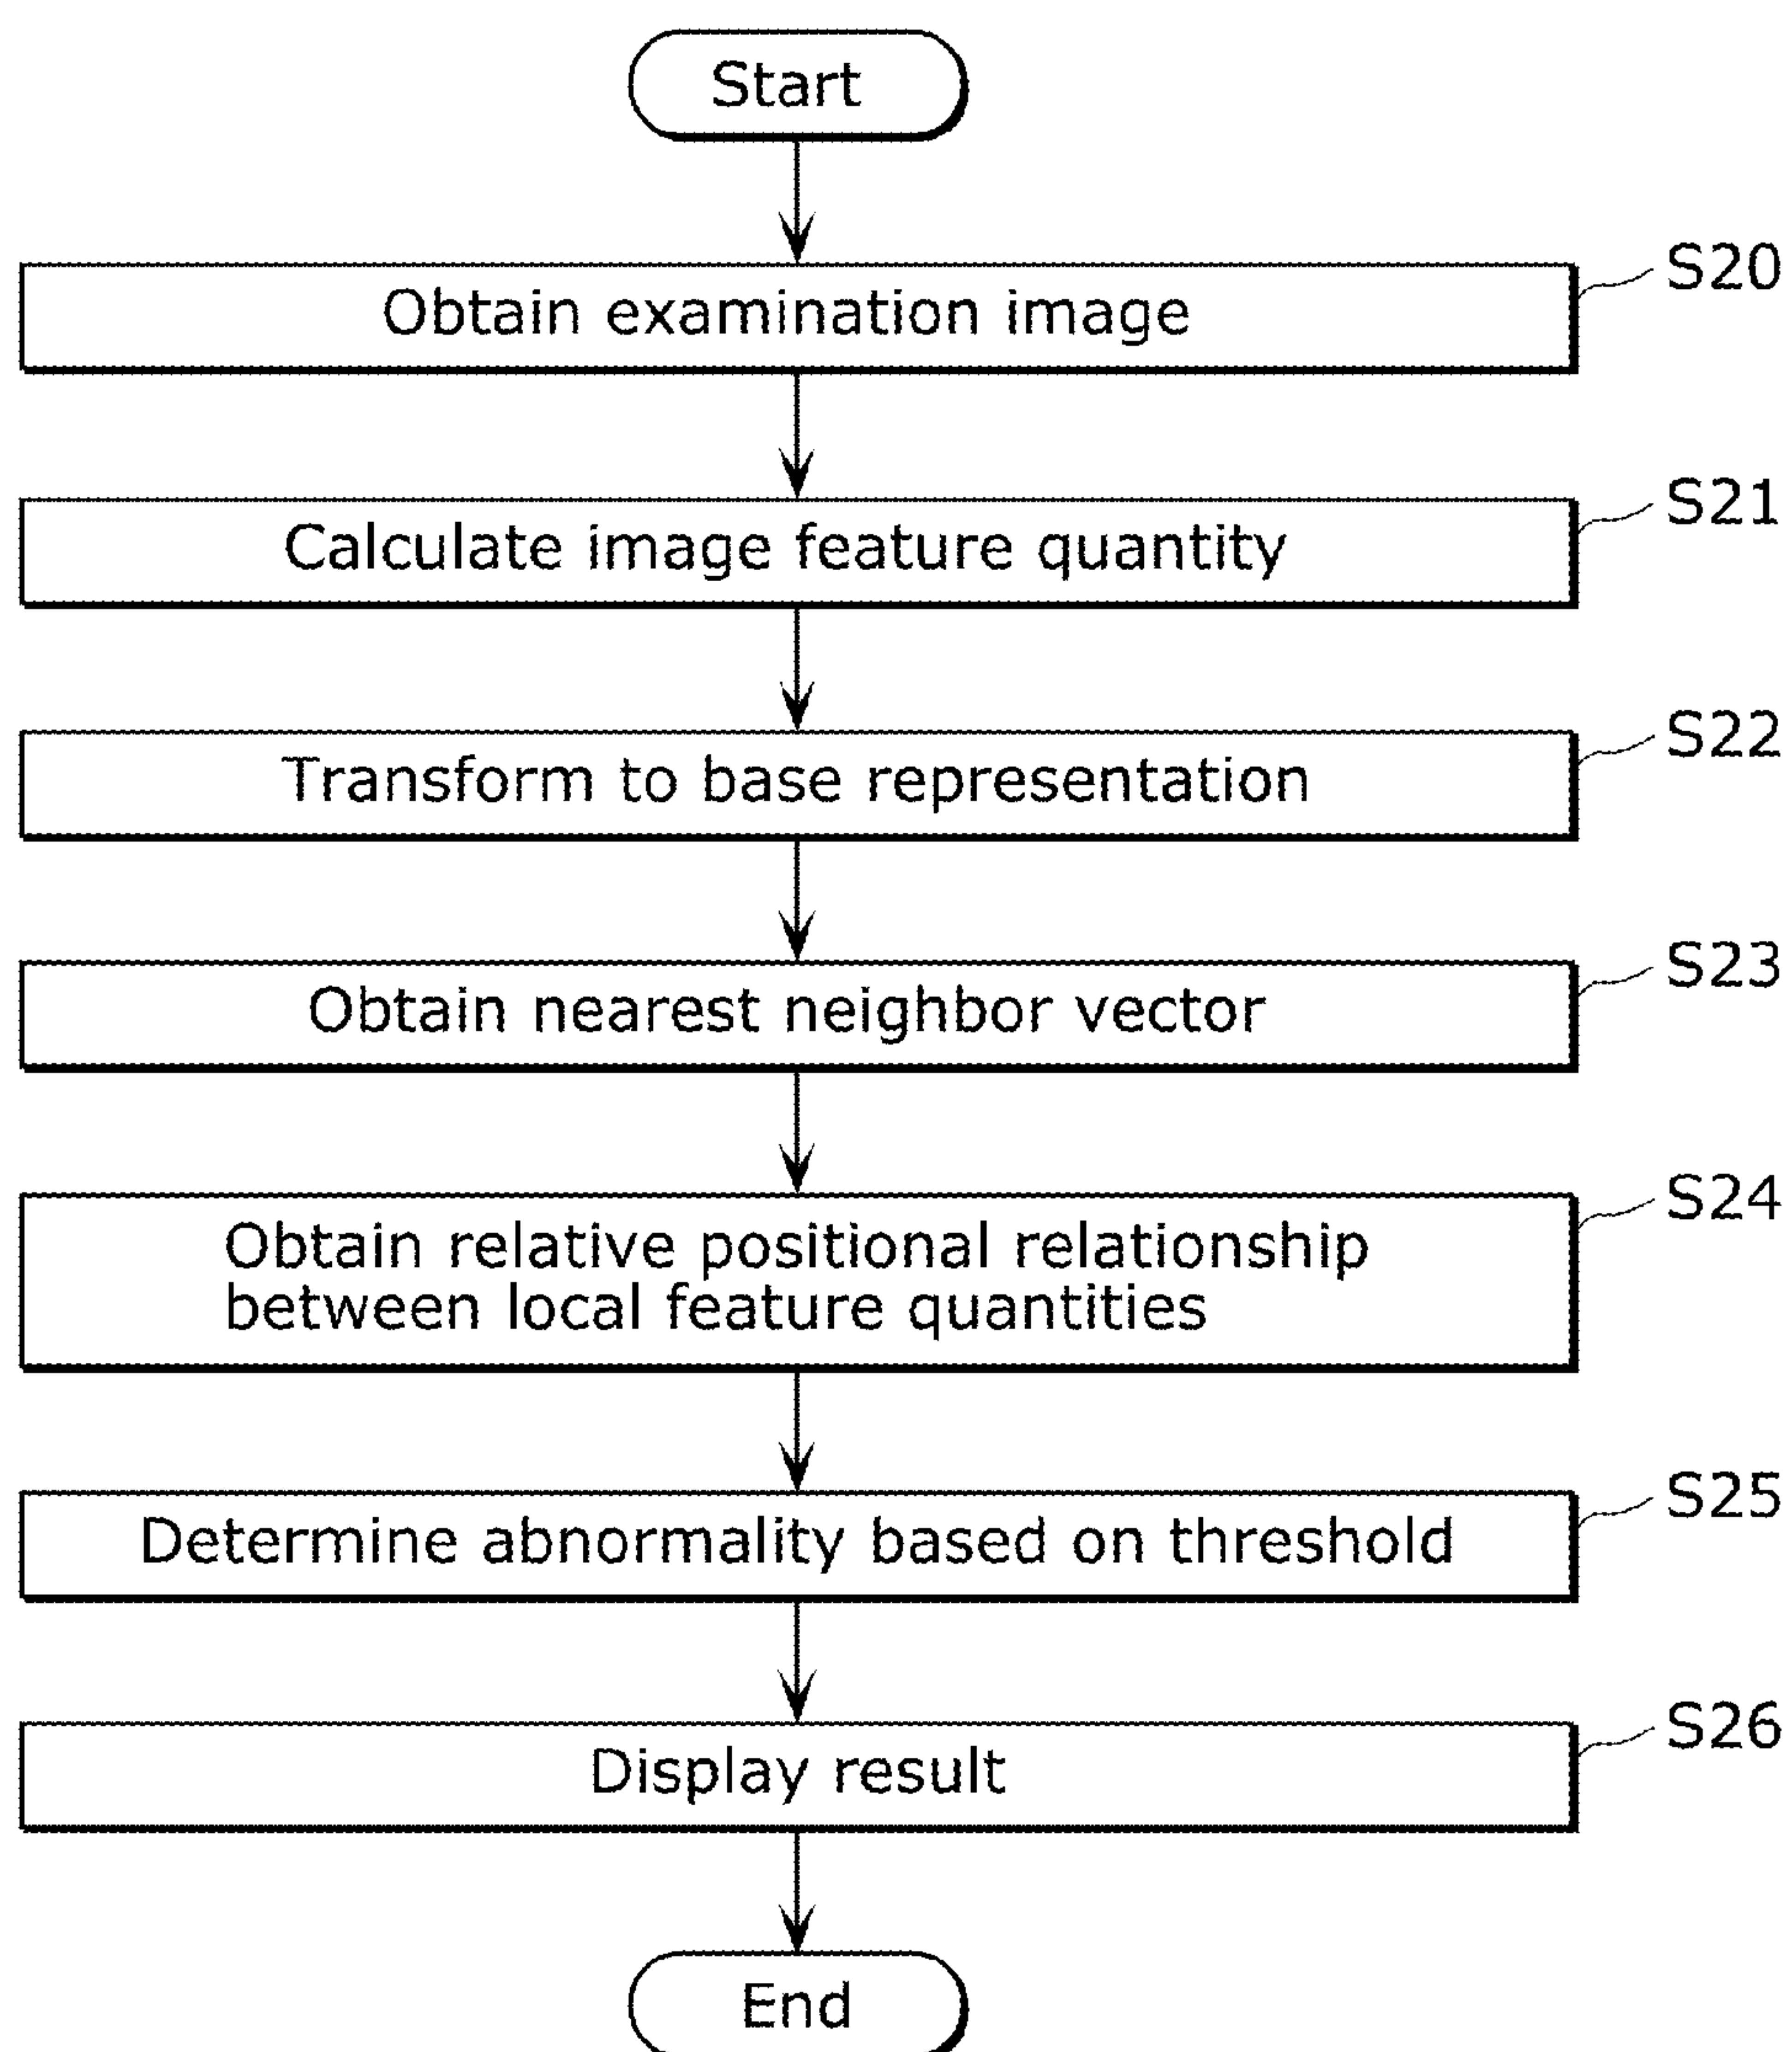 Start
S20
Obtain examination image
S21
Calculate image feature quantity
S22
Transform to base representation
S23
Obtain nearest neighbor vector
S24
Obtain relative positional relationship
between local feature quantities
S25
Determine abnormality based on threshold
S26
Display result
End